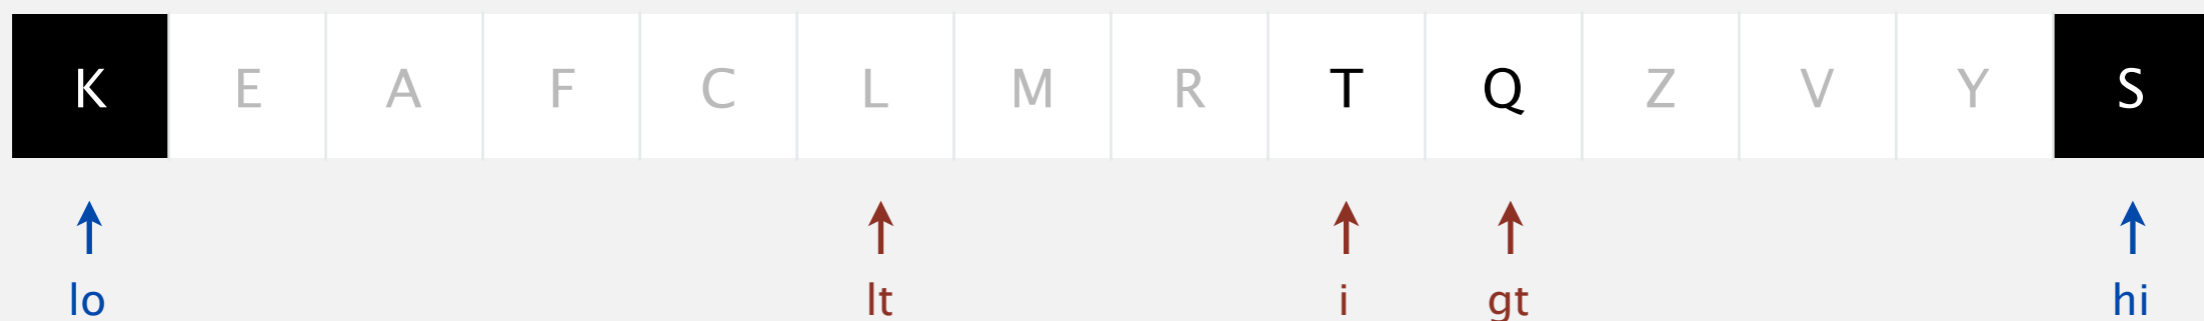 K E A F C L M R T Q Z V Y S
lo lt i gt hi